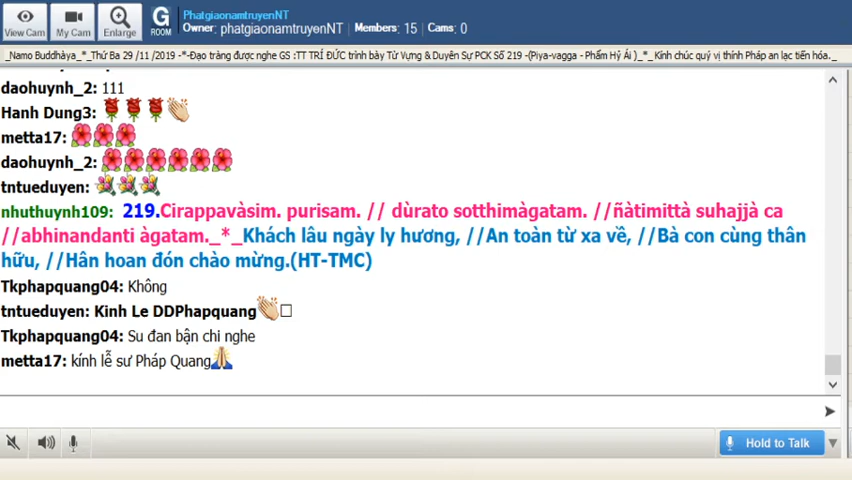 View Cam
My Cam
Enlarge
G
ROOM
PhatgiaonamtruyenNT
Owner: phatgiaonamtruyenNT Members: 15 Cams: 0
_Namo Buddhàya_*_Thứ Ba 29 /11 /2019 -*-Đạo tràng được nghe GS :TT TRÍ ĐỨC trình bày Từ Vựng & Duyên Sự PCK Số 219 -(Piya-vagga - Phẩm Hỷ Ái )_*_ Kính chúc quý vị thính Pháp an lạc tiến hóa._
daohuynh_2: 111
Hanh Dung3:
metta17:
daohuynh_2:
tntueduyen:
nhuthuynh109: 219.Cirappavàsim. purisam. // dùrato sotthimàgatam. //ñàtimittà suhajjà ca
//abhinandanti àgatam._*_Khách lâu ngày ly hương, //An toàn từ xa về, //Bà con cùng thân
hữu, //Hân hoan đón chào mừng.(HT-TMC)
Tkphapquang04: Không
tntueduyen: Kinh Le DDPhapquang
Tkphapquang04: Su đan bận chi nghe
metta17: kính lễ sư Pháp Quang
Hold to Talk